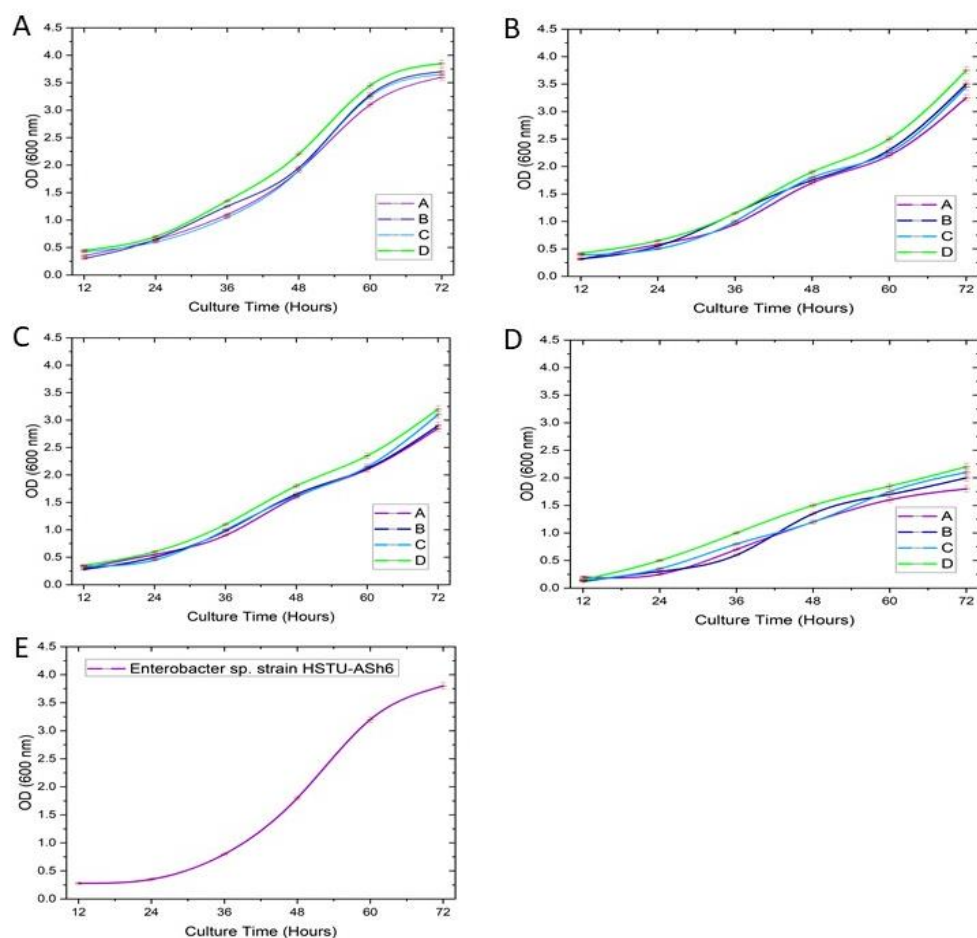 A
4.5
4.0
3.5
3.0
2.5
2.0
1.5
1.0
0.5
0.0
OD (600 nm)
A
B
C
D
12 24 36 48 60 72
Culture Time (Hours)
B
4.5
4.0
3.5
3.0
2.5
2.0
1.5
1.0
0.5
0.0
OD (600 nm)
A
B
C
D
12 24 36 48 60 72
Culture Time (Hours)
C
4.5
4.0
3.5
3.0
2.5
2.0
1.5
1.0
0.5
0.0
OD (600 nm)
A
B
C
D
12 24 36 48 60 72
Culture Time (Hours)
D
4.5
4.0
3.5
3.0
2.5
2.0
1.5
1.0
0.5
0.0
OD (600 nm)
A
B
C
D
12 24 36 48 60 72
Culture Time (Hours)
E
4.5
4.0
3.5
3.0
2.5
2.0
1.5
1.0
0.5
0.0
OD (600 nm)
Enterobacter sp. strain HSTU-ASh6
12 24 36 48 60 72
Culture Time (Hours)